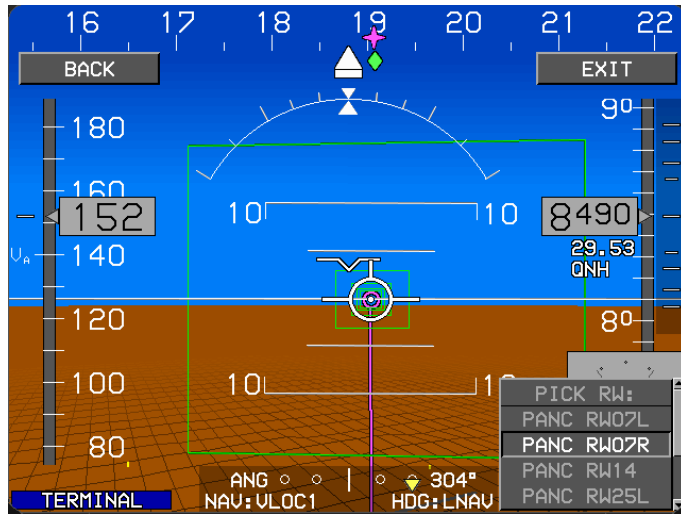 16 17 18 19 20 21 22
BACK
EXIT
180
160
152
VA
140
120
100
80
10 10
10 1
90
8490
29.53
QNH
80
PICK RW:
PANC RW07L
PANC RW07R
PANC RW14
PANC RW25L
ANG 304°
NAV:VLOC1 HDG:LNAV
TERMINAL